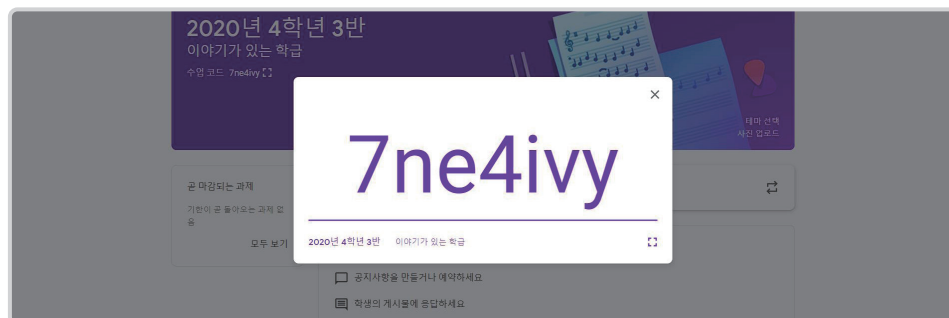 2020년 4학년 3반
이야기가 있는 학급
수업 코드 7ne4ivy
테마 선택
사진 업로드
7ne4ivy
2020년 4학년 3반 이야기가 있는 학급
곧 마감되는 과제
기한이 곧 돌아오는 과제 없
음
모두 보기
공지사항을 만들거나 예약하세요
학생의 게시물에 응답하세요